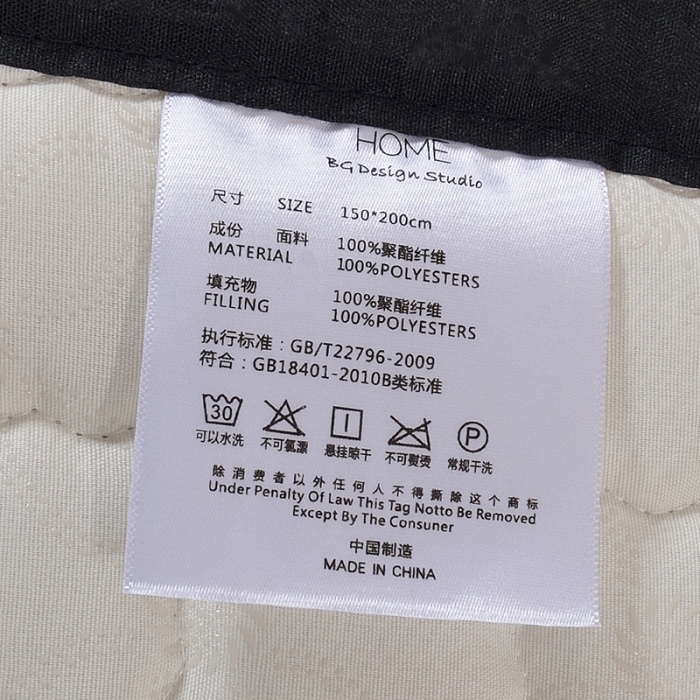 HOME
BG Design Studio
尺寸 SIZE 150*200cm
成份 面料 100%聚酯纤维
MATERIAL 100%POLYESTERS
填充物 100%聚酯纤维
FILLING 100%POLYESTERS
执行标准：GB/T22796-2009
符合：GB18401-2010B类标准
30 P
可以水洗 不可氯漂 悬挂晾干 不可熨烫 常规干洗
除消费者以外任何人不得撕除这个商标
Under Penalty Of Law This Tag Notto Be Removed
Except By The Consuner
中国制造
MADE IN CHINA